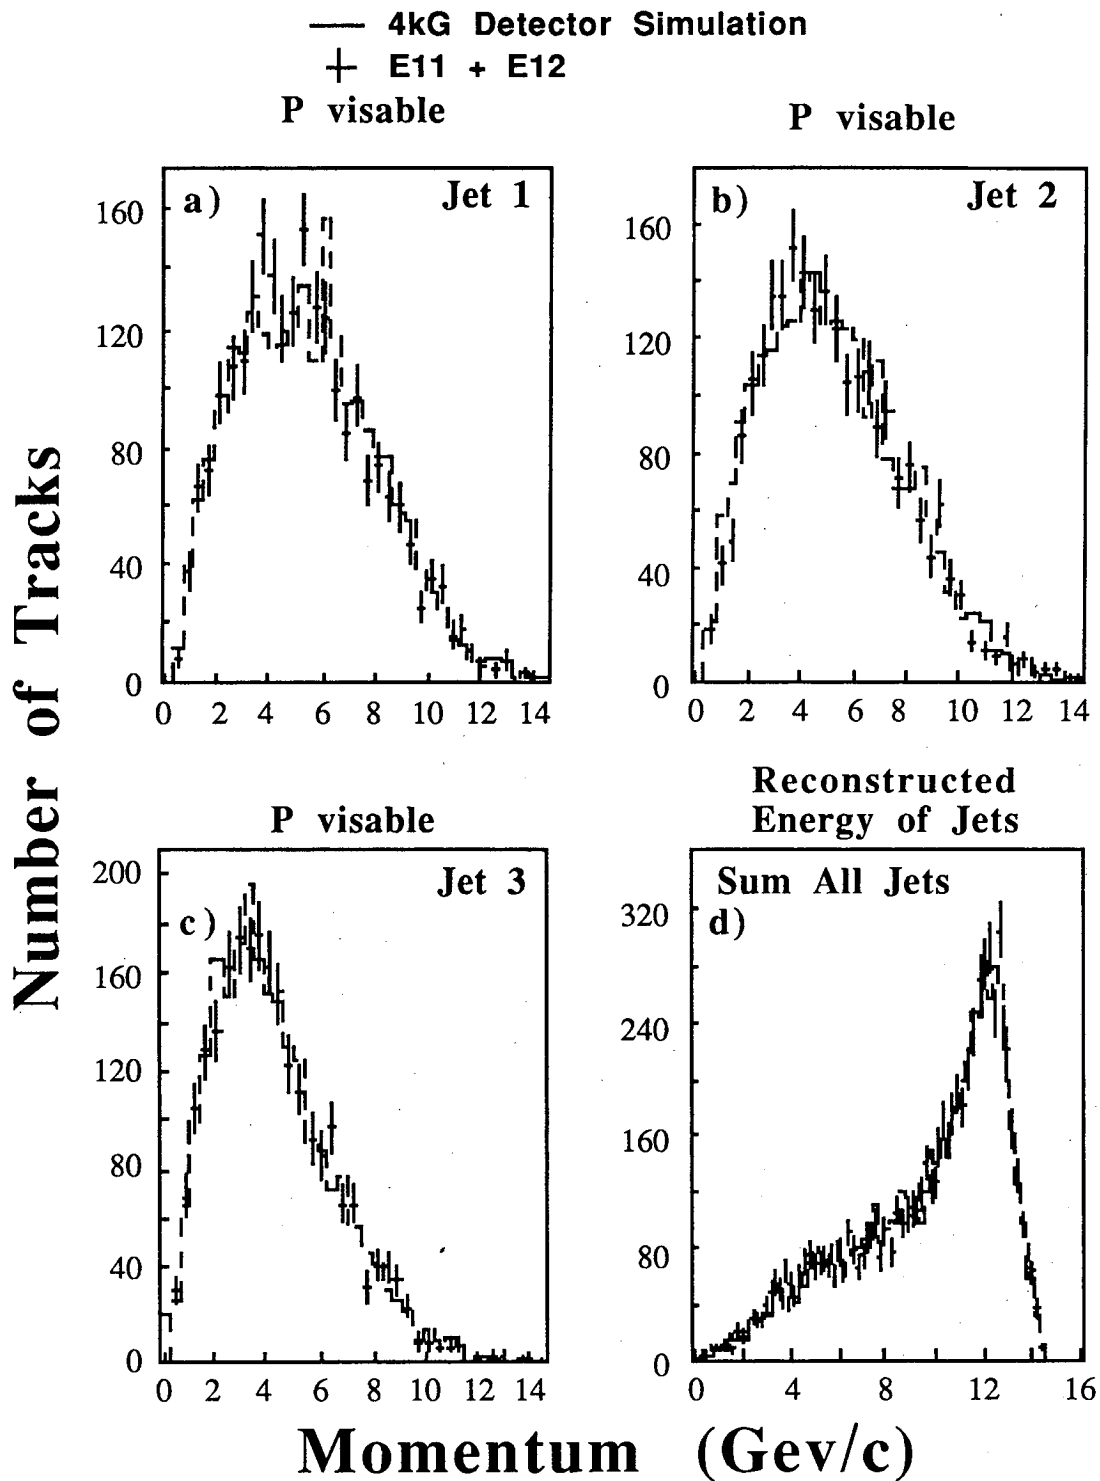 4kG Detector Simulation
E11 + E12
P visable
P visable
a)
Jet 1
160
120
80
40
0
0 2 4 6 8 10 12 14
b)
Jet 2
160
120
80
40
0
0 2 4 6 8 10 12 14
P visable
Reconstructed
Energy of Jets
c)
Jet 3
200
160
120
80
40
0
0 2 4 6 8 10 12 14
Sum All Jets
d)
320
240
160
80
0
0 4 8 12 16
Number of Tracks
Momentum (Gev/c)